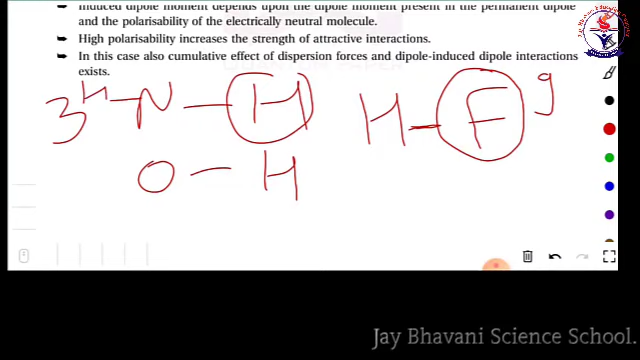 Induced dipole moment depends upon the dipole moment present in the permanent dipole
and the polarisability of the electrically neutral molecule.
High polarisability increases the strength of attractive interactions.
In this case also cumulative effect of dispersion forces and dipole-induced dipole interactions
exists.
3 H — N — H H — F 9
O — H
Jay Bhavani Science School.